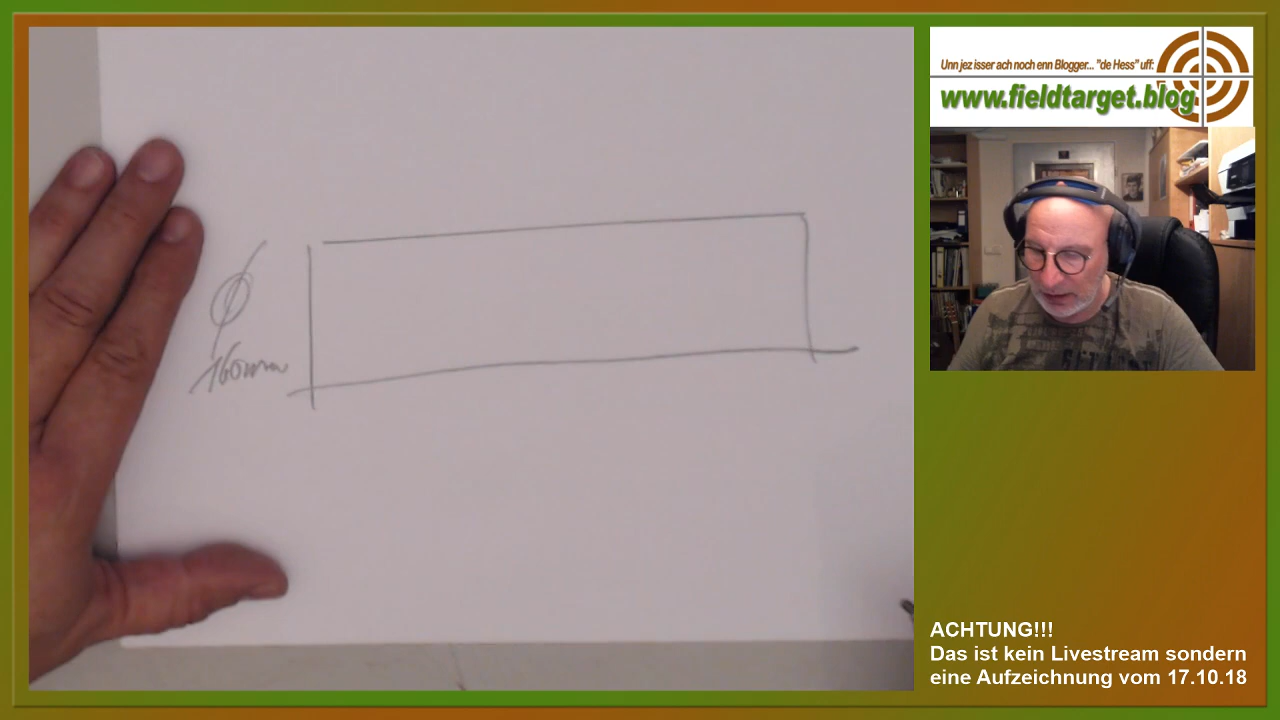 Ø
160mm
Unn jez isser ach noch enn Blogger... "de Hess" uff:
www.fieldtarget.blog
ACHTUNG!!!
Das ist kein Livestream sondern
eine Aufzeichnung vom 17.10.18